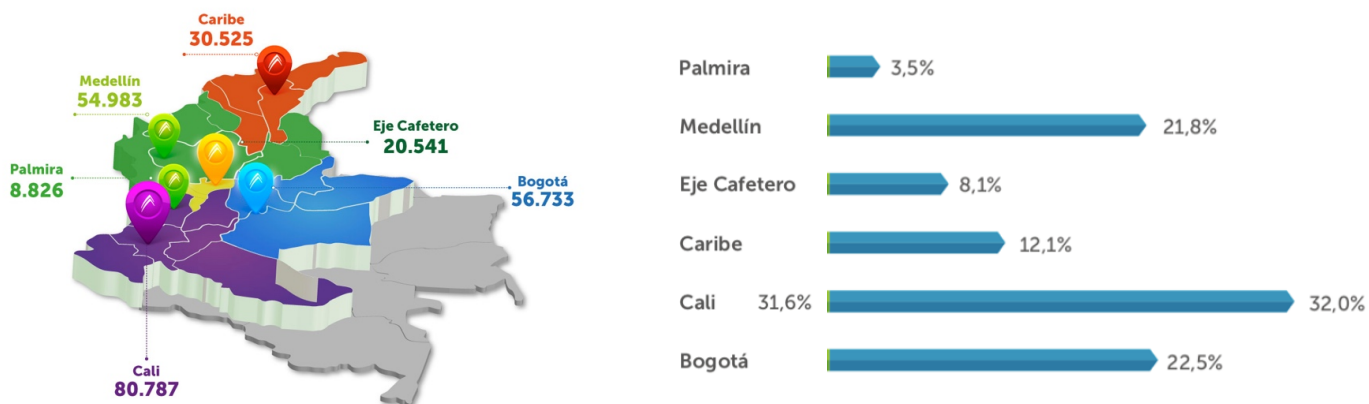 Caribe
30.525
Medellín
54.983
Eje Cafetero
20.541
Palmira
8.826
Bogotá
56.733
Cali
80.787
Palmira 3,5%
Medellín 21,8%
Eje Cafetero 8,1%
Caribe 12,1%
Cali 31,6% 32,0%
Bogotá 22,5%